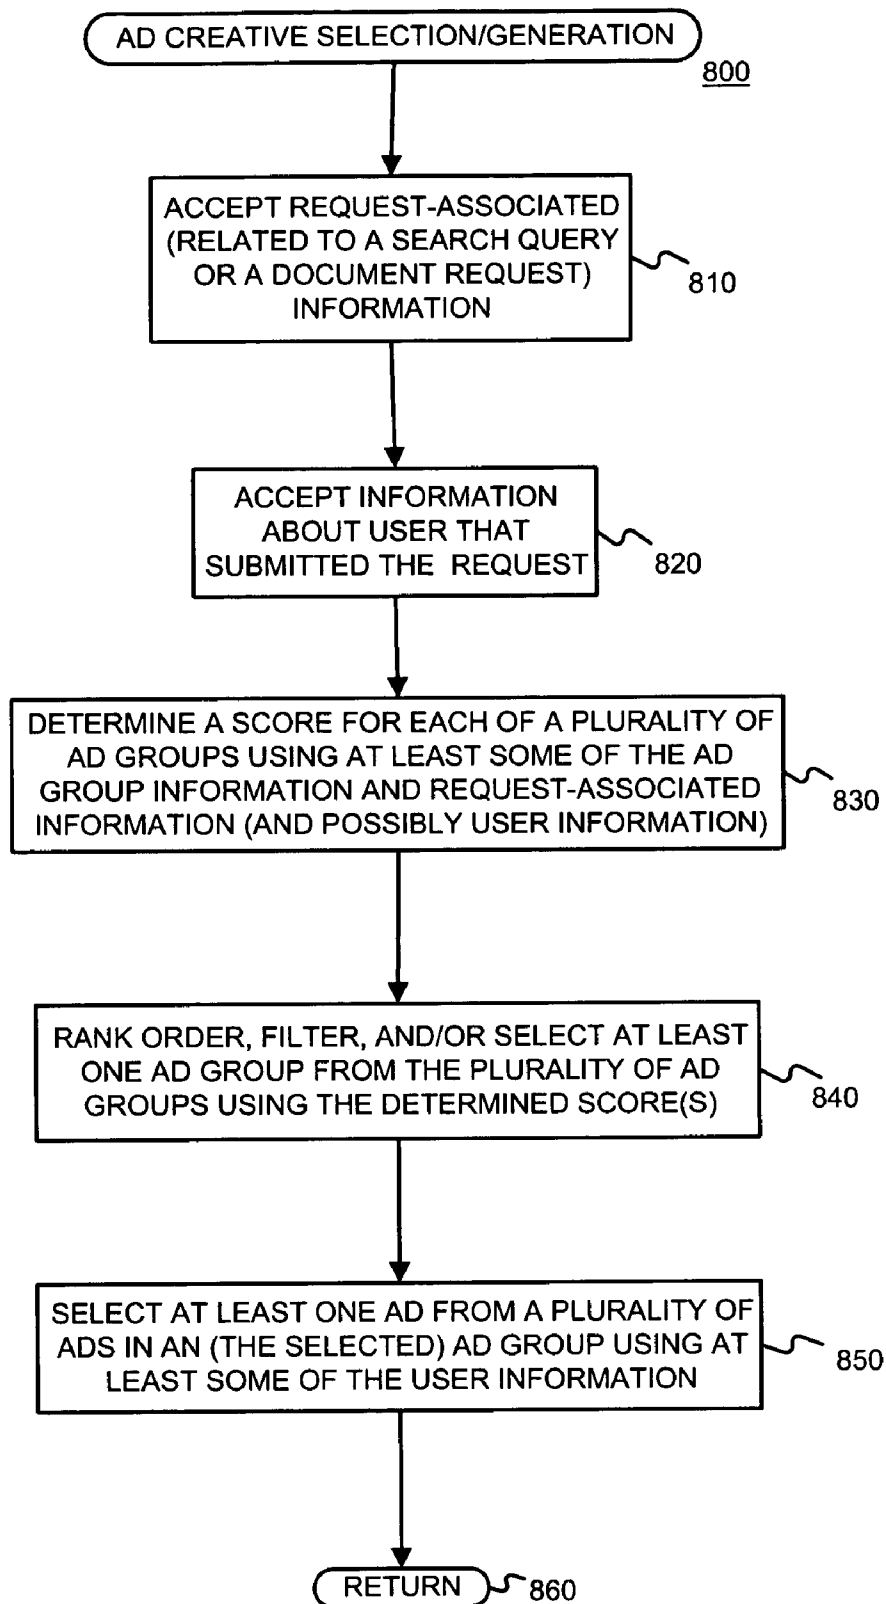 AD CREATIVE SELECTION/GENERATION
800
ACCEPT REQUEST-ASSOCIATED
(RELATED TO A SEARCH QUERY
OR A DOCUMENT REQUEST)
INFORMATION
810
ACCEPT INFORMATION
ABOUT USER THAT
SUBMITTED THE REQUEST
820
DETERMINE A SCORE FOR EACH OF A PLURALITY OF
AD GROUPS USING AT LEAST SOME OF THE AD
GROUP INFORMATION AND REQUEST-ASSOCIATED
INFORMATION (AND POSSIBLY USER INFORMATION)
830
RANK ORDER, FILTER, AND/OR SELECT AT LEAST
ONE AD GROUP FROM THE PLURALITY OF AD
GROUPS USING THE DETERMINED SCORE(S)
840
SELECT AT LEAST ONE AD FROM A PLURALITY OF
ADS IN AN (THE SELECTED) AD GROUP USING AT
LEAST SOME OF THE USER INFORMATION
850
RETURN
860